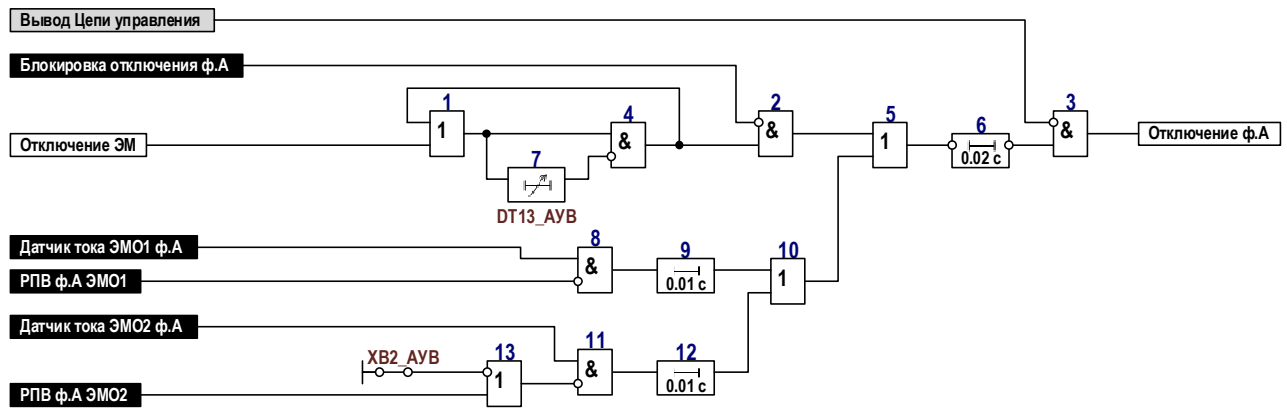 Вывод Цепи управления
Блокировка отключения ф.А
1
4
2
5
6
3
1
&
&
1
0.02 с
&
Отключение ЭМ
Отключение ф.А
7
DT13_АУВ
Датчик тока ЭМО1 ф.А
8
9
10
&
0.01 с
1
РПВ ф.А ЭМО1
Датчик тока ЭМО2 ф.А
11
12
XB2_АУВ
13
&
0.01 с
1
РПВ ф.А ЭМО2